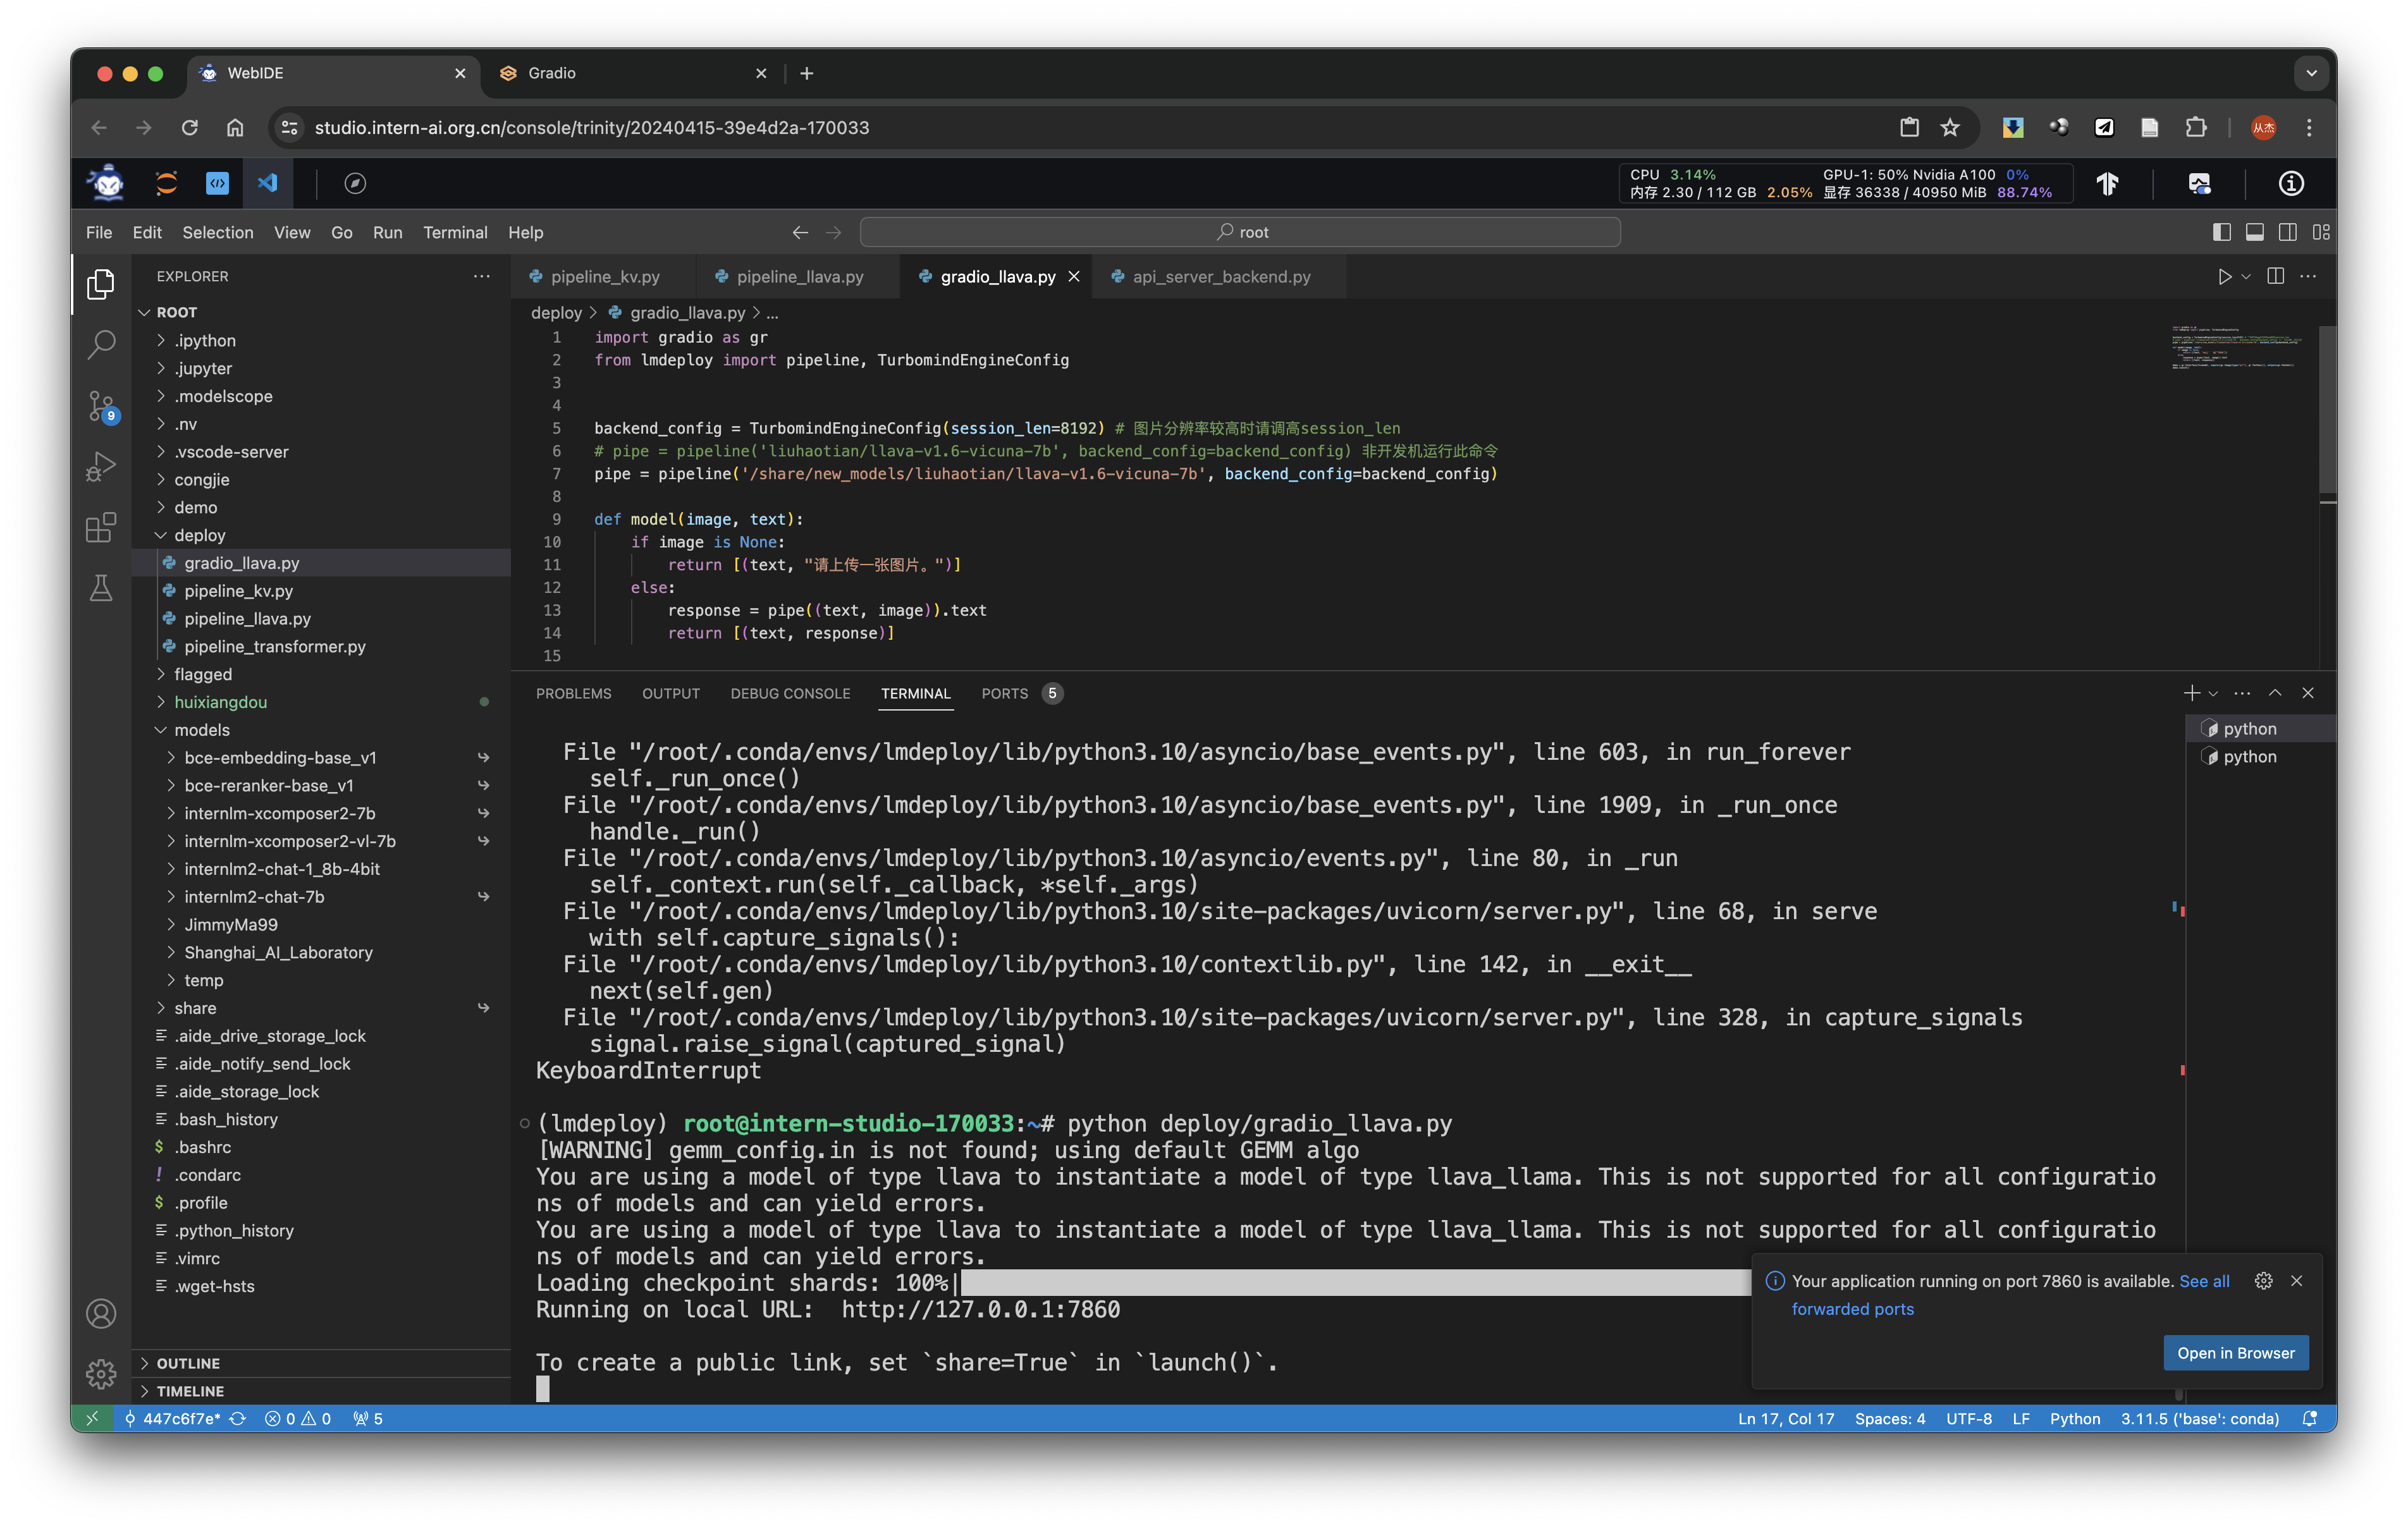 WebIDE
Gradio
studio.intern-ai.org.cn/console/trinity/20240415-39e4d2a-170033
从杰
CPU 3.14% GPU-1: 50% Nvidia A100 0%
内存 2.30 / 112 GB 2.05% 显存 36338 / 40950 MiB 88.74%
File Edit Selection View Go Run Terminal Help
root
EXPLORER
ROOT
.ipython
.jupyter
.modelscope
.nv
.vscode-server
congjie
demo
deploy
gradio_llava.py
pipeline_kv.py
pipeline_llava.py
pipeline_transformer.py
flagged
huixiangdou
models
bce-embedding-base_v1
bce-reranker-base_v1
internlm-xcomposer2-7b
internlm-xcomposer2-vl-7b
internlm2-chat-1_8b-4bit
internlm2-chat-7b
JimmyMa99
Shanghai_AI_Laboratory
temp
share
.aide_drive_storage_lock
.aide_notify_send_lock
.aide_storage_lock
.bash_history
$ .bashrc
! .condarc
$ .profile
.python_history
.vimrc
.wget-hsts
OUTLINE
TIMELINE
9
pipeline_kv.py pipeline_llava.py gradio_llava.py api_server_backend.py
deploy > gradio_llava.py > ...
1 import gradio as gr
2 from lmdeploy import pipeline, TurbomindEngineConfig
3
4
5 backend_config = TurbomindEngineConfig(session_len=8192) # 图片分辨率较高时请调高session_len
6 # pipe = pipeline('liuhaotian/llava-v1.6-vicuna-7b', backend_config=backend_config) 非开发机运行此命令
7 pipe = pipeline('/share/new_models/liuhaotian/llava-v1.6-vicuna-7b', backend_config=backend_config)
8
9 def model(image, text):
10 if image is None:
11 return [(text, "请上传一张图片。")]
12 else:
13 response = pipe((text, image)).text
14 return [(text, response)]
15
PROBLEMS OUTPUT DEBUG CONSOLE TERMINAL PORTS 5
python
python
File "/root/.conda/envs/lmdeploy/lib/python3.10/asyncio/base_events.py", line 603, in run_forever
self._run_once()
File "/root/.conda/envs/lmdeploy/lib/python3.10/asyncio/base_events.py", line 1909, in _run_once
handle._run()
File "/root/.conda/envs/lmdeploy/lib/python3.10/asyncio/events.py", line 80, in _run
self._context.run(self._callback, *self._args)
File "/root/.conda/envs/lmdeploy/lib/python3.10/site-packages/uvicorn/server.py", line 68, in serve
with self.capture_signals():
File "/root/.conda/envs/lmdeploy/lib/python3.10/contextlib.py", line 142, in __exit__
next(self.gen)
File "/root/.conda/envs/lmdeploy/lib/python3.10/site-packages/uvicorn/server.py", line 328, in capture_signals
signal.raise_signal(captured_signal)
KeyboardInterrupt
(lmdeploy) root@intern-studio-170033:~# python deploy/gradio_llava.py
[WARNING] gemm_config.in is not found; using default GEMM algo
You are using a model of type llava to instantiate a model of type llava_llama. This is not supported for all configuratio
ns of models and can yield errors.
You are using a model of type llava to instantiate a model of type llava_llama. This is not supported for all configuratio
ns of models and can yield errors.
Loading checkpoint shards: 100%|
Running on local URL:  http://127.0.0.1:7860
To create a public link, set `share=True` in `launch()`.
Your application running on port 7860 is available. See all
forwarded ports
Open in Browser
447c6f7e* 0 0 5
Ln 17, Col 17 Spaces: 4 UTF-8 LF Python 3.11.5 ('base': conda)